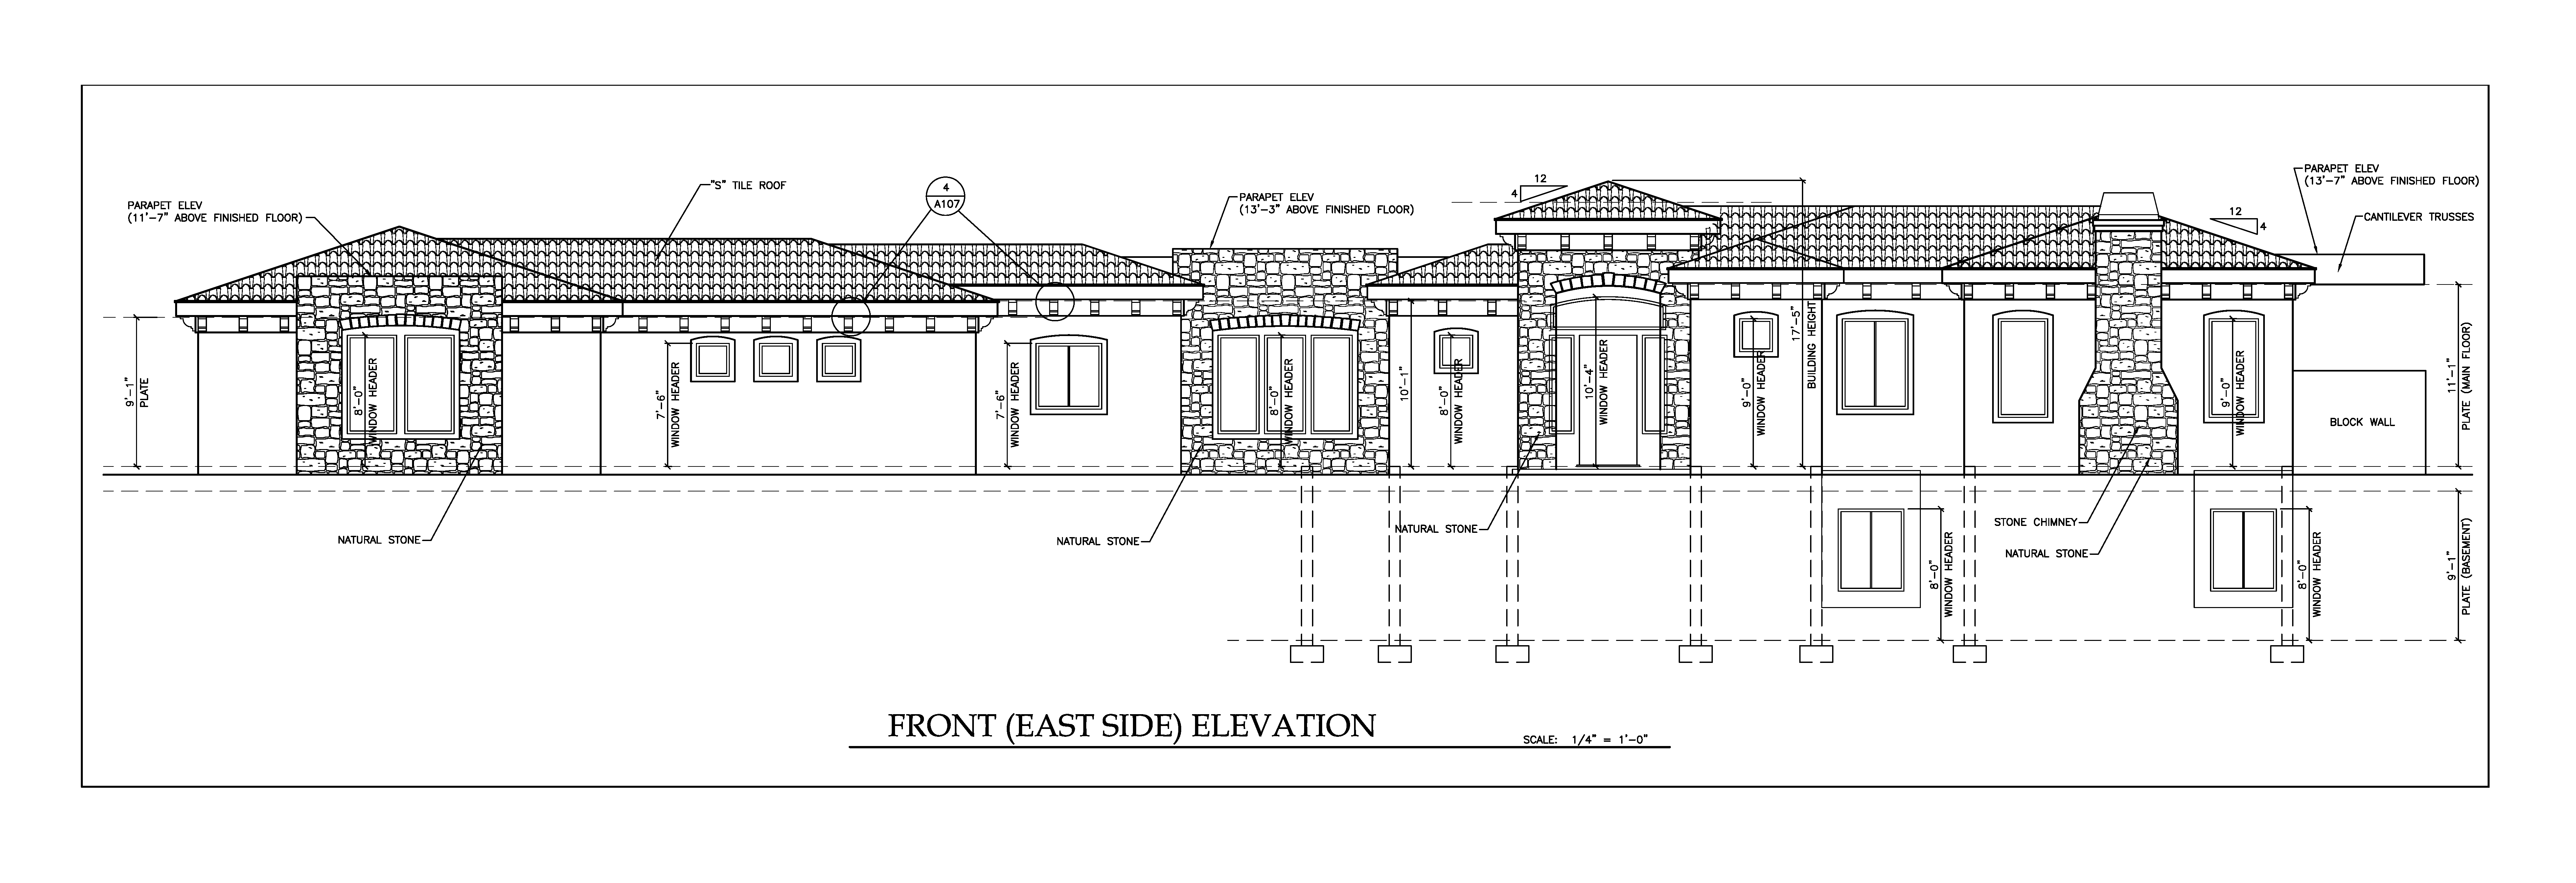 PARAPET ELEV
(11'-7" ABOVE FINISHED FLOOR)
"S" TILE ROOF
4
A107
PARAPET ELEV
(13'-3" ABOVE FINISHED FLOOR)
12
4
12
4
PARAPET ELEV
(13'-7" ABOVE FINISHED FLOOR)
CANTILEVER TRUSSES
9'-1"
PLATE
8'-0"
WINDOW HEADER
7'-6"
WINDOW HEADER
7'-6"
WINDOW HEADER
8'-0"
WINDOW HEADER
10'-1"
8'-0"
WINDOW HEADER
10'-4"
WINDOW HEADER
9'-0"
WINDOW HEADER
17'-5"
BUILDING HEIGHT
9'-0"
WINDOW HEADER
BLOCK WALL
11'-1"
PLATE (MAIN FLOOR)
NATURAL STONE
NATURAL STONE
NATURAL STONE
STONE CHIMNEY
NATURAL STONE
8'-0"
WINDOW HEADER
8'-0"
WINDOW HEADER
9'-1"
PLATE (BASEMENT)
FRONT (EAST SIDE) ELEVATION
SCALE: 1/4" = 1'-0"